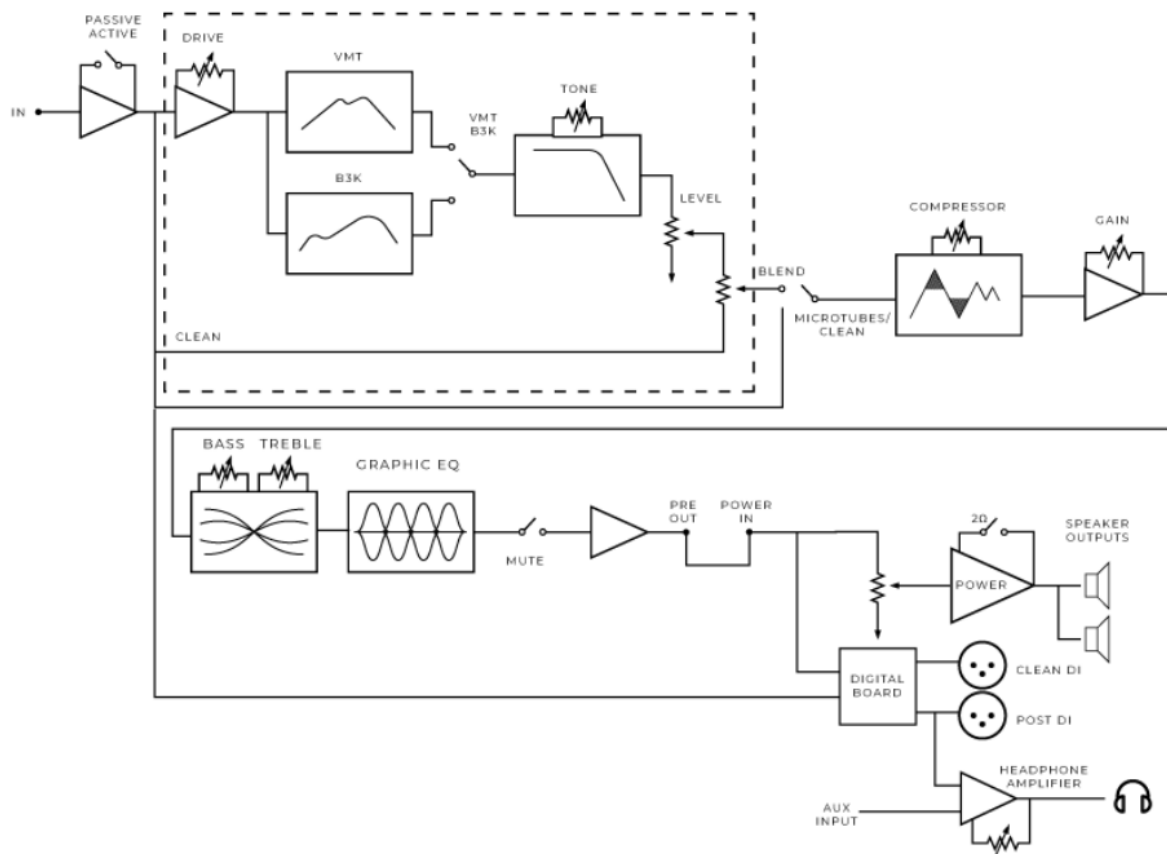 PASSIVE
ACTIVE
DRIVE
VMT
IN
VMT
B3K
TONE
B3K
LEVEL
COMPRESSOR
GAIN
BLEND
MICROTUBES/
CLEAN
CLEAN
BASS
TREBLE
GRAPHIC EQ
MUTE
PRE
OUT
POWER
IN
2Ω
SPEAKER
OUTPUTS
POWER
DIGITAL
BOARD
CLEAN DI
POST DI
HEADPHONE
AMPLIFIER
AUX
INPUT